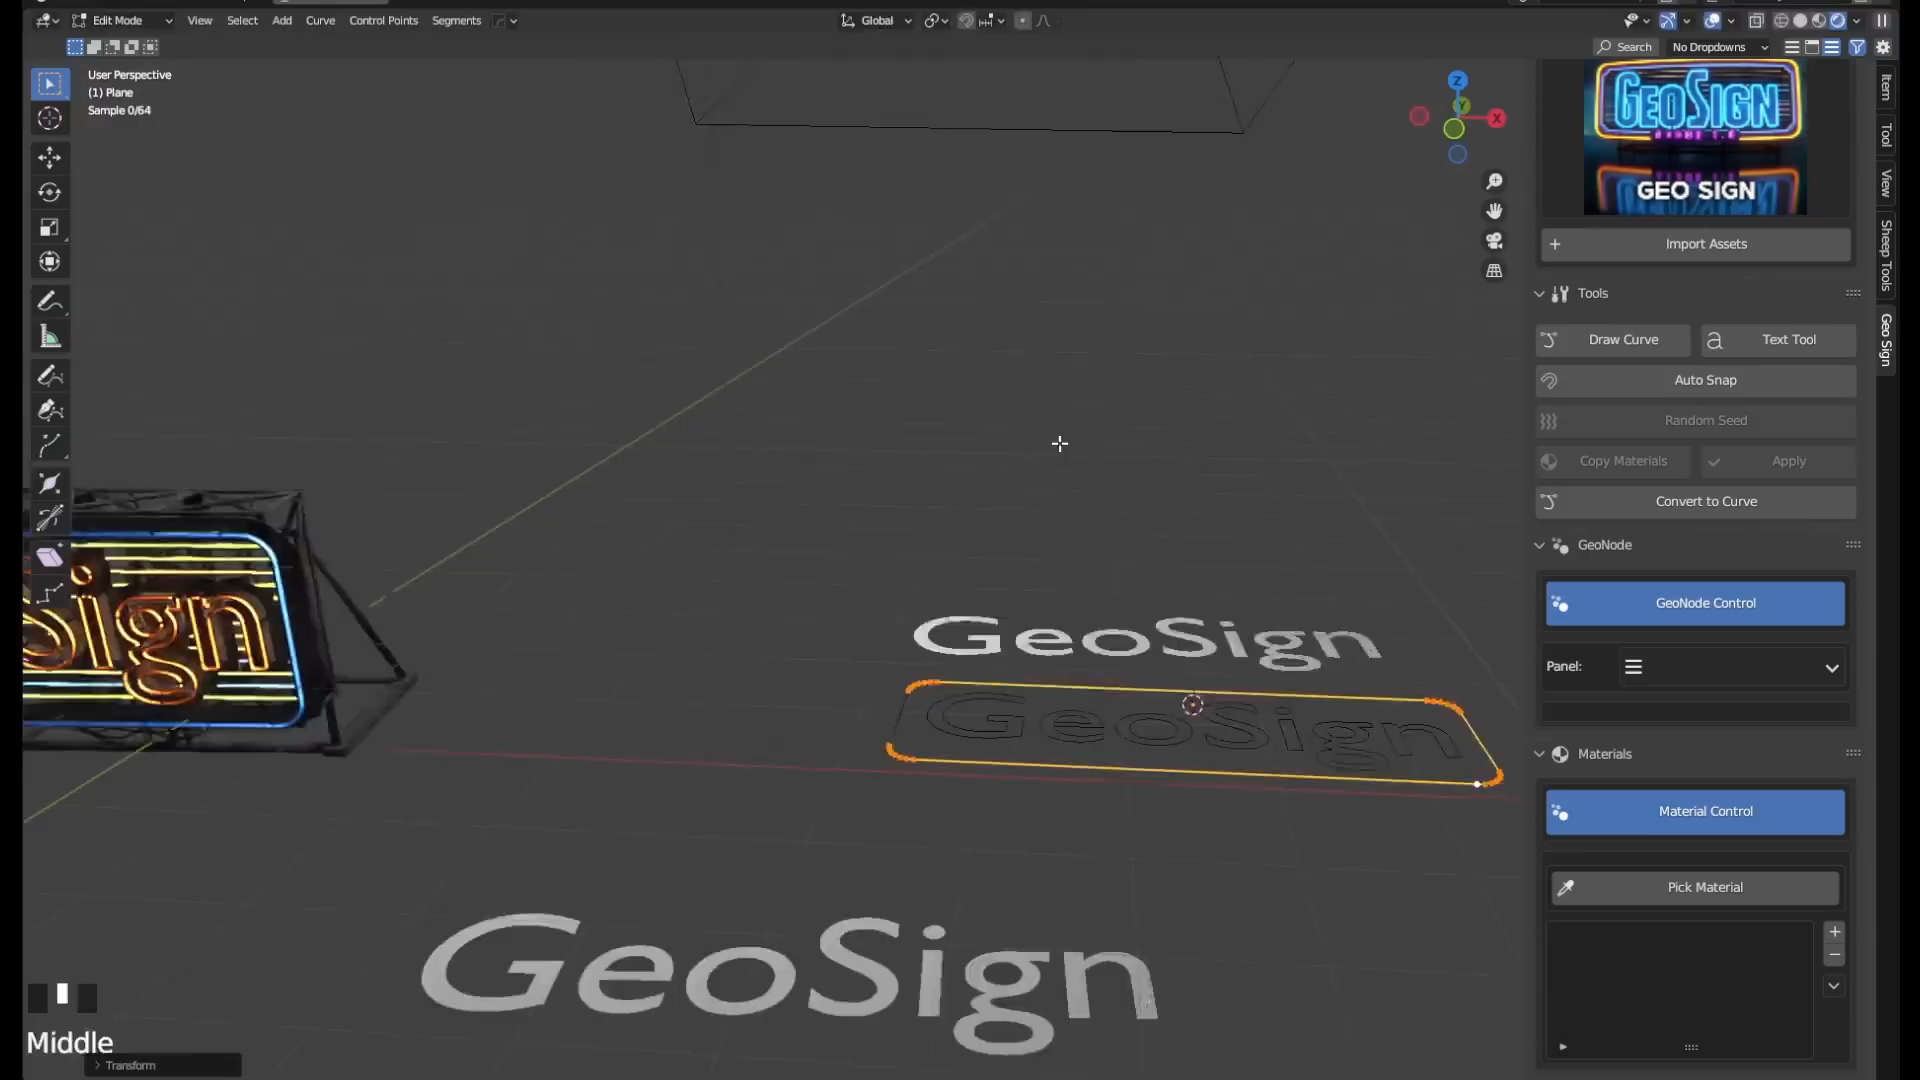 Edit Mode View Select Add Curve Control Points Segments Global
Search No Dropdowns
User Perspective
(1) Plane
Sample 0/64
Z
Y
X
GEOSIGN
GEO SIGN
Import Assets
Tools
Draw Curve Text Tool
Auto Snap
Random Seed
Copy Materials Apply
Convert to Curve
GeoNode
GeoNode Control
Panel:
Materials
Material Control
Pick Material
Item
Tool
View
Sheep Tools
Geo Sign
Sign
GeoSign
GeoSign
GeoSign
Middle
Transform